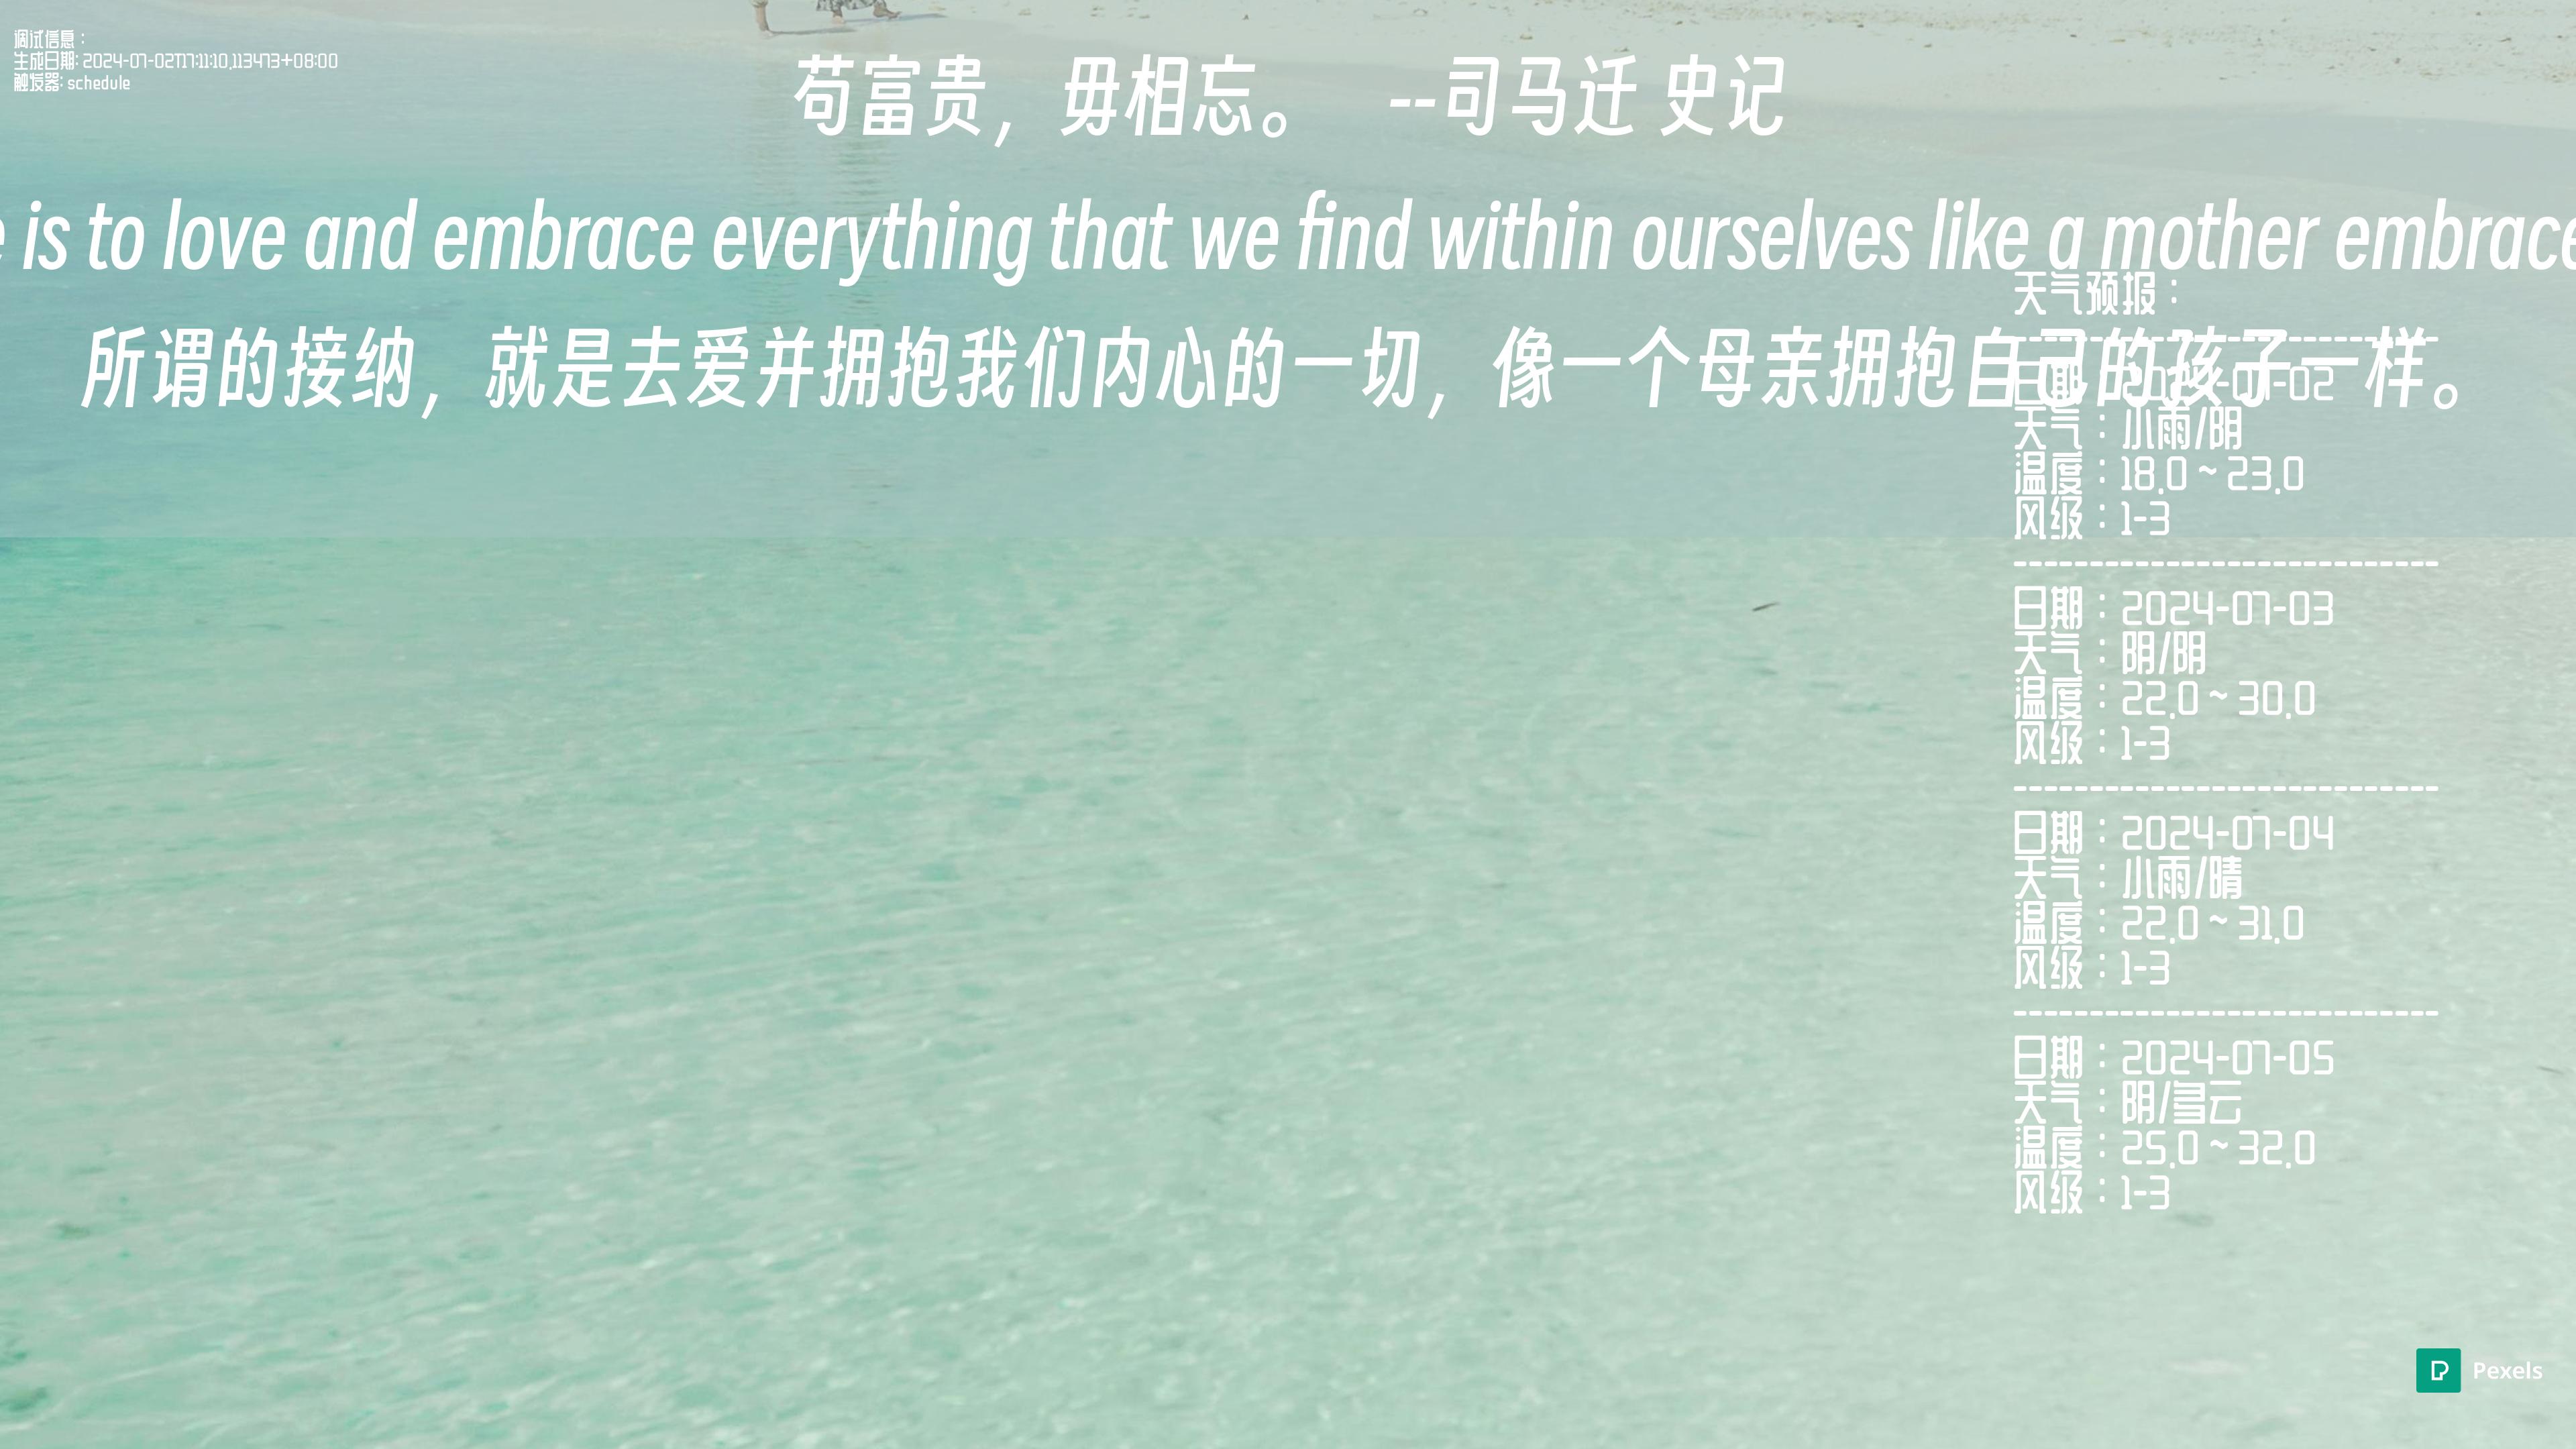 调试信息：
生成日期: 2024-07-02T17:11:10.113473+08:00
触发器: schedule
苟富贵，毋相忘。 --司马迁 史记
is to love and embrace everything that we find within ourselves like a mother embrace
天气预报：
所谓的接纳，就是去爱并拥抱我们内心的一切，像一个母亲拥抱自己的孩子一样。
----------------------------
日期：2024-07-02
天气：小雨/阴
温度：18.0 ~ 23.0
风级：1-3
----------------------------
日期：2024-07-03
天气：阴/阴
温度：22.0 ~ 30.0
风级：1-3
----------------------------
日期：2024-07-04
天气：小雨/晴
温度：22.0 ~ 31.0
风级：1-3
----------------------------
日期：2024-07-05
天气：阴/多云
温度：25.0 ~ 32.0
风级：1-3
Pexels